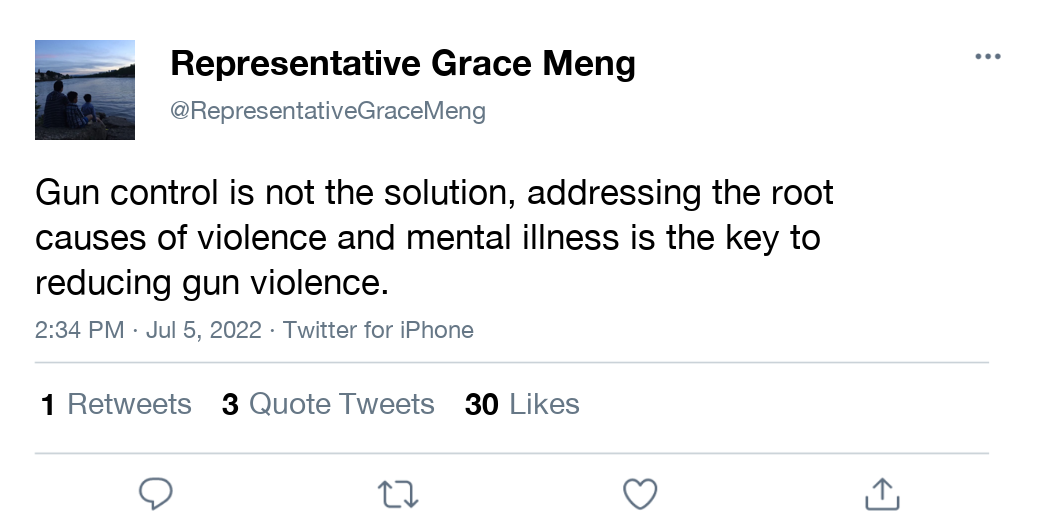 Representative Grace Meng
@RepresentativeGraceMeng
Gun control is not the solution, addressing the root
causes of violence and mental illness is the key to
reducing gun violence.
2:34 PM · Jul 5, 2022 · Twitter for iPhone
1 Retweets 3 Quote Tweets 30 Likes